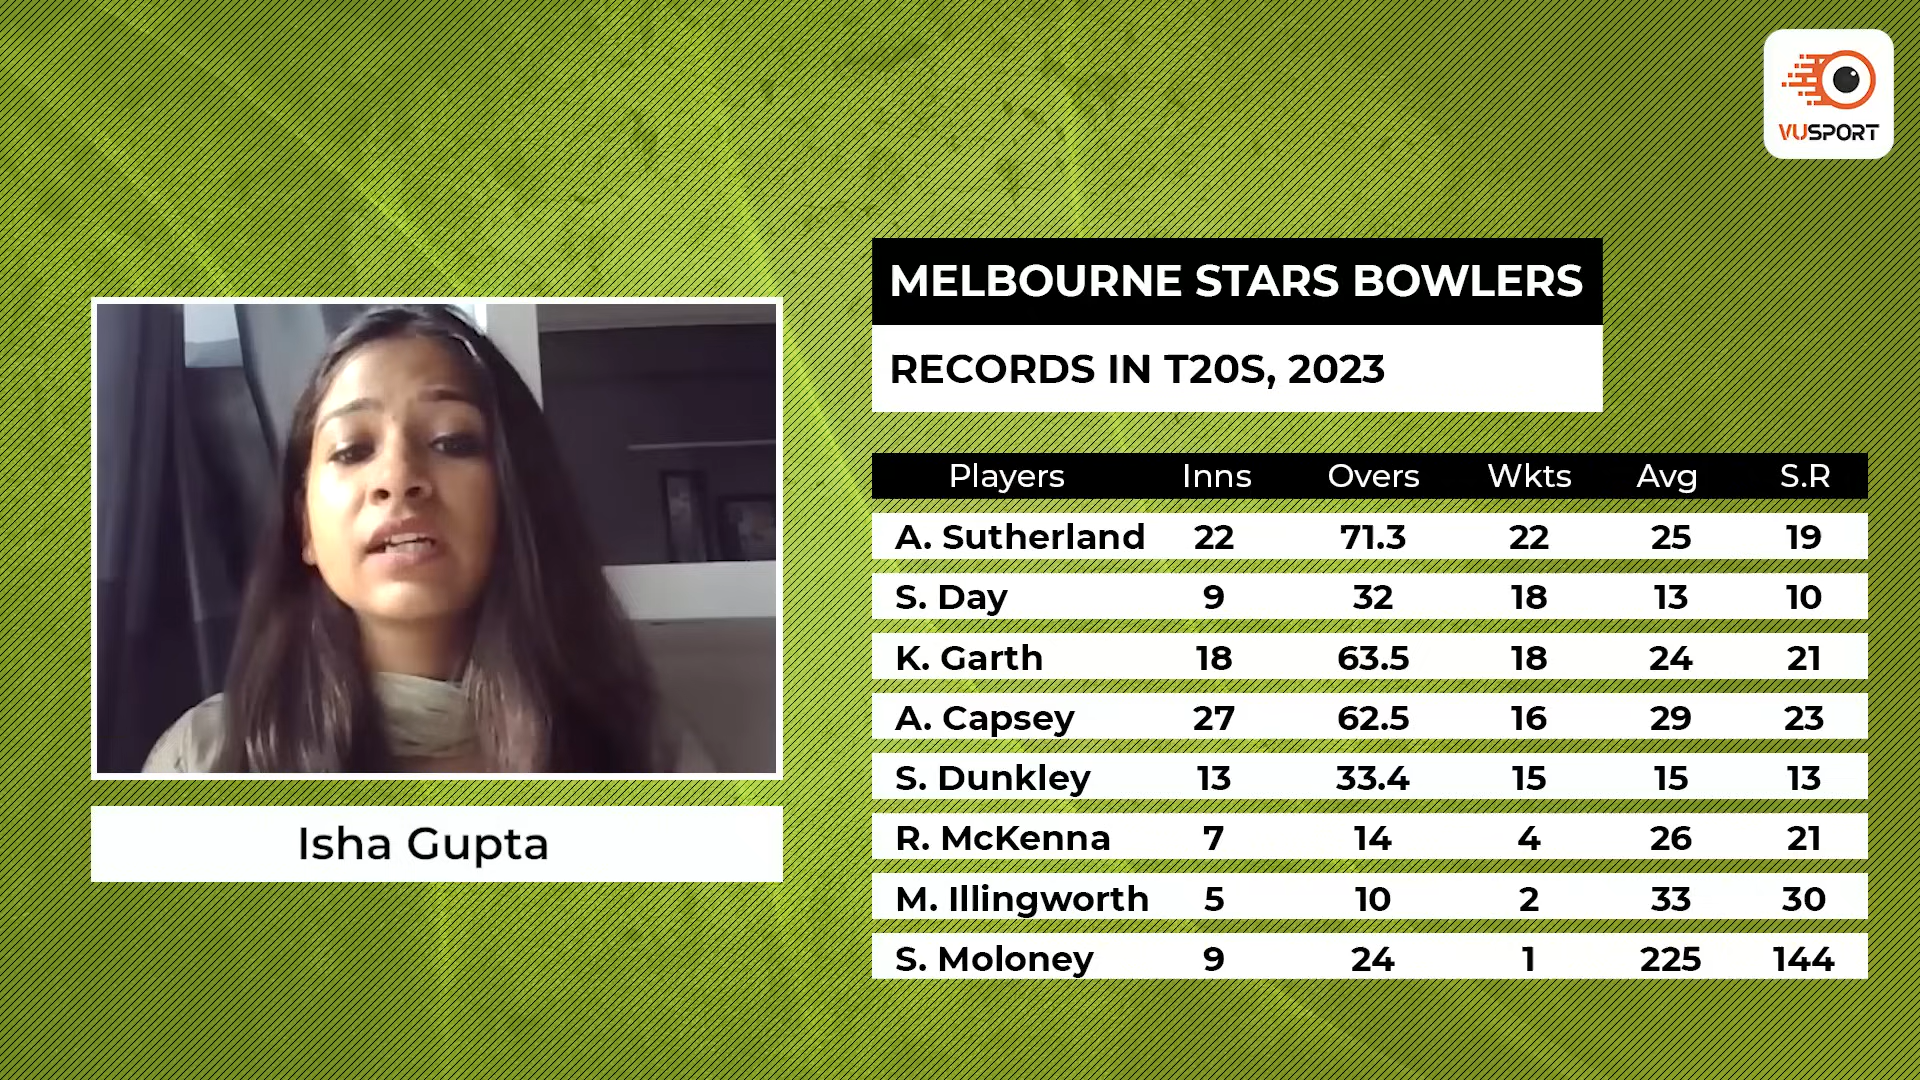 VUSPORT
MELBOURNE STARS BOWLERS
RECORDS IN T20S, 2023
Players Inns Overs Wkts Avg S.R
A. Sutherland 22 71.3 22 25 19
S. Day 9 32 18 13 10
K. Garth 18 63.5 18 24 21
A. Capsey 27 62.5 16 29 23
S. Dunkley 13 33.4 15 15 13
R. McKenna 7 14 4 26 21
M. Illingworth 5 10 2 33 30
S. Moloney 9 24 1 225 144
Isha Gupta